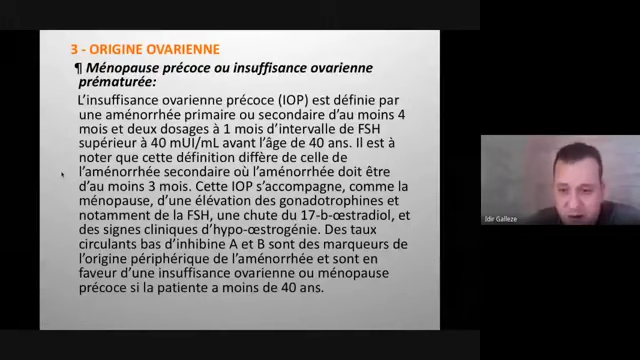 3 - ORIGINE OVARIENNE
¶ Ménopause précoce ou insuffisance ovarienne
prématurée:
L'insuffisance ovarienne précoce (IOP) est définie par
une aménorrhée primaire ou secondaire d'au moins 4
mois et deux dosages à 1 mois d'intervalle de FSH
supérieur à 40 mUI/mL avant l'âge de 40 ans. Il est à
noter que cette définition diffère de celle de
l'aménorrhée secondaire où l'aménorrhée doit être
d'au moins 3 mois. Cette IOP s'accompagne, comme la
ménopause, d'une élévation des gonadotrophines et
notamment de la FSH, une chute du 17-b-œstradiol, et
des signes cliniques d'hypo-œstrogénie. Des taux
circulants bas d'inhibine A et B sont des marqueurs de
l'origine périphérique de l'aménorrhée et sont en
faveur d'une insuffisance ovarienne ou ménopause
précoce si la patiente a moins de 40 ans.
Idir Galleze